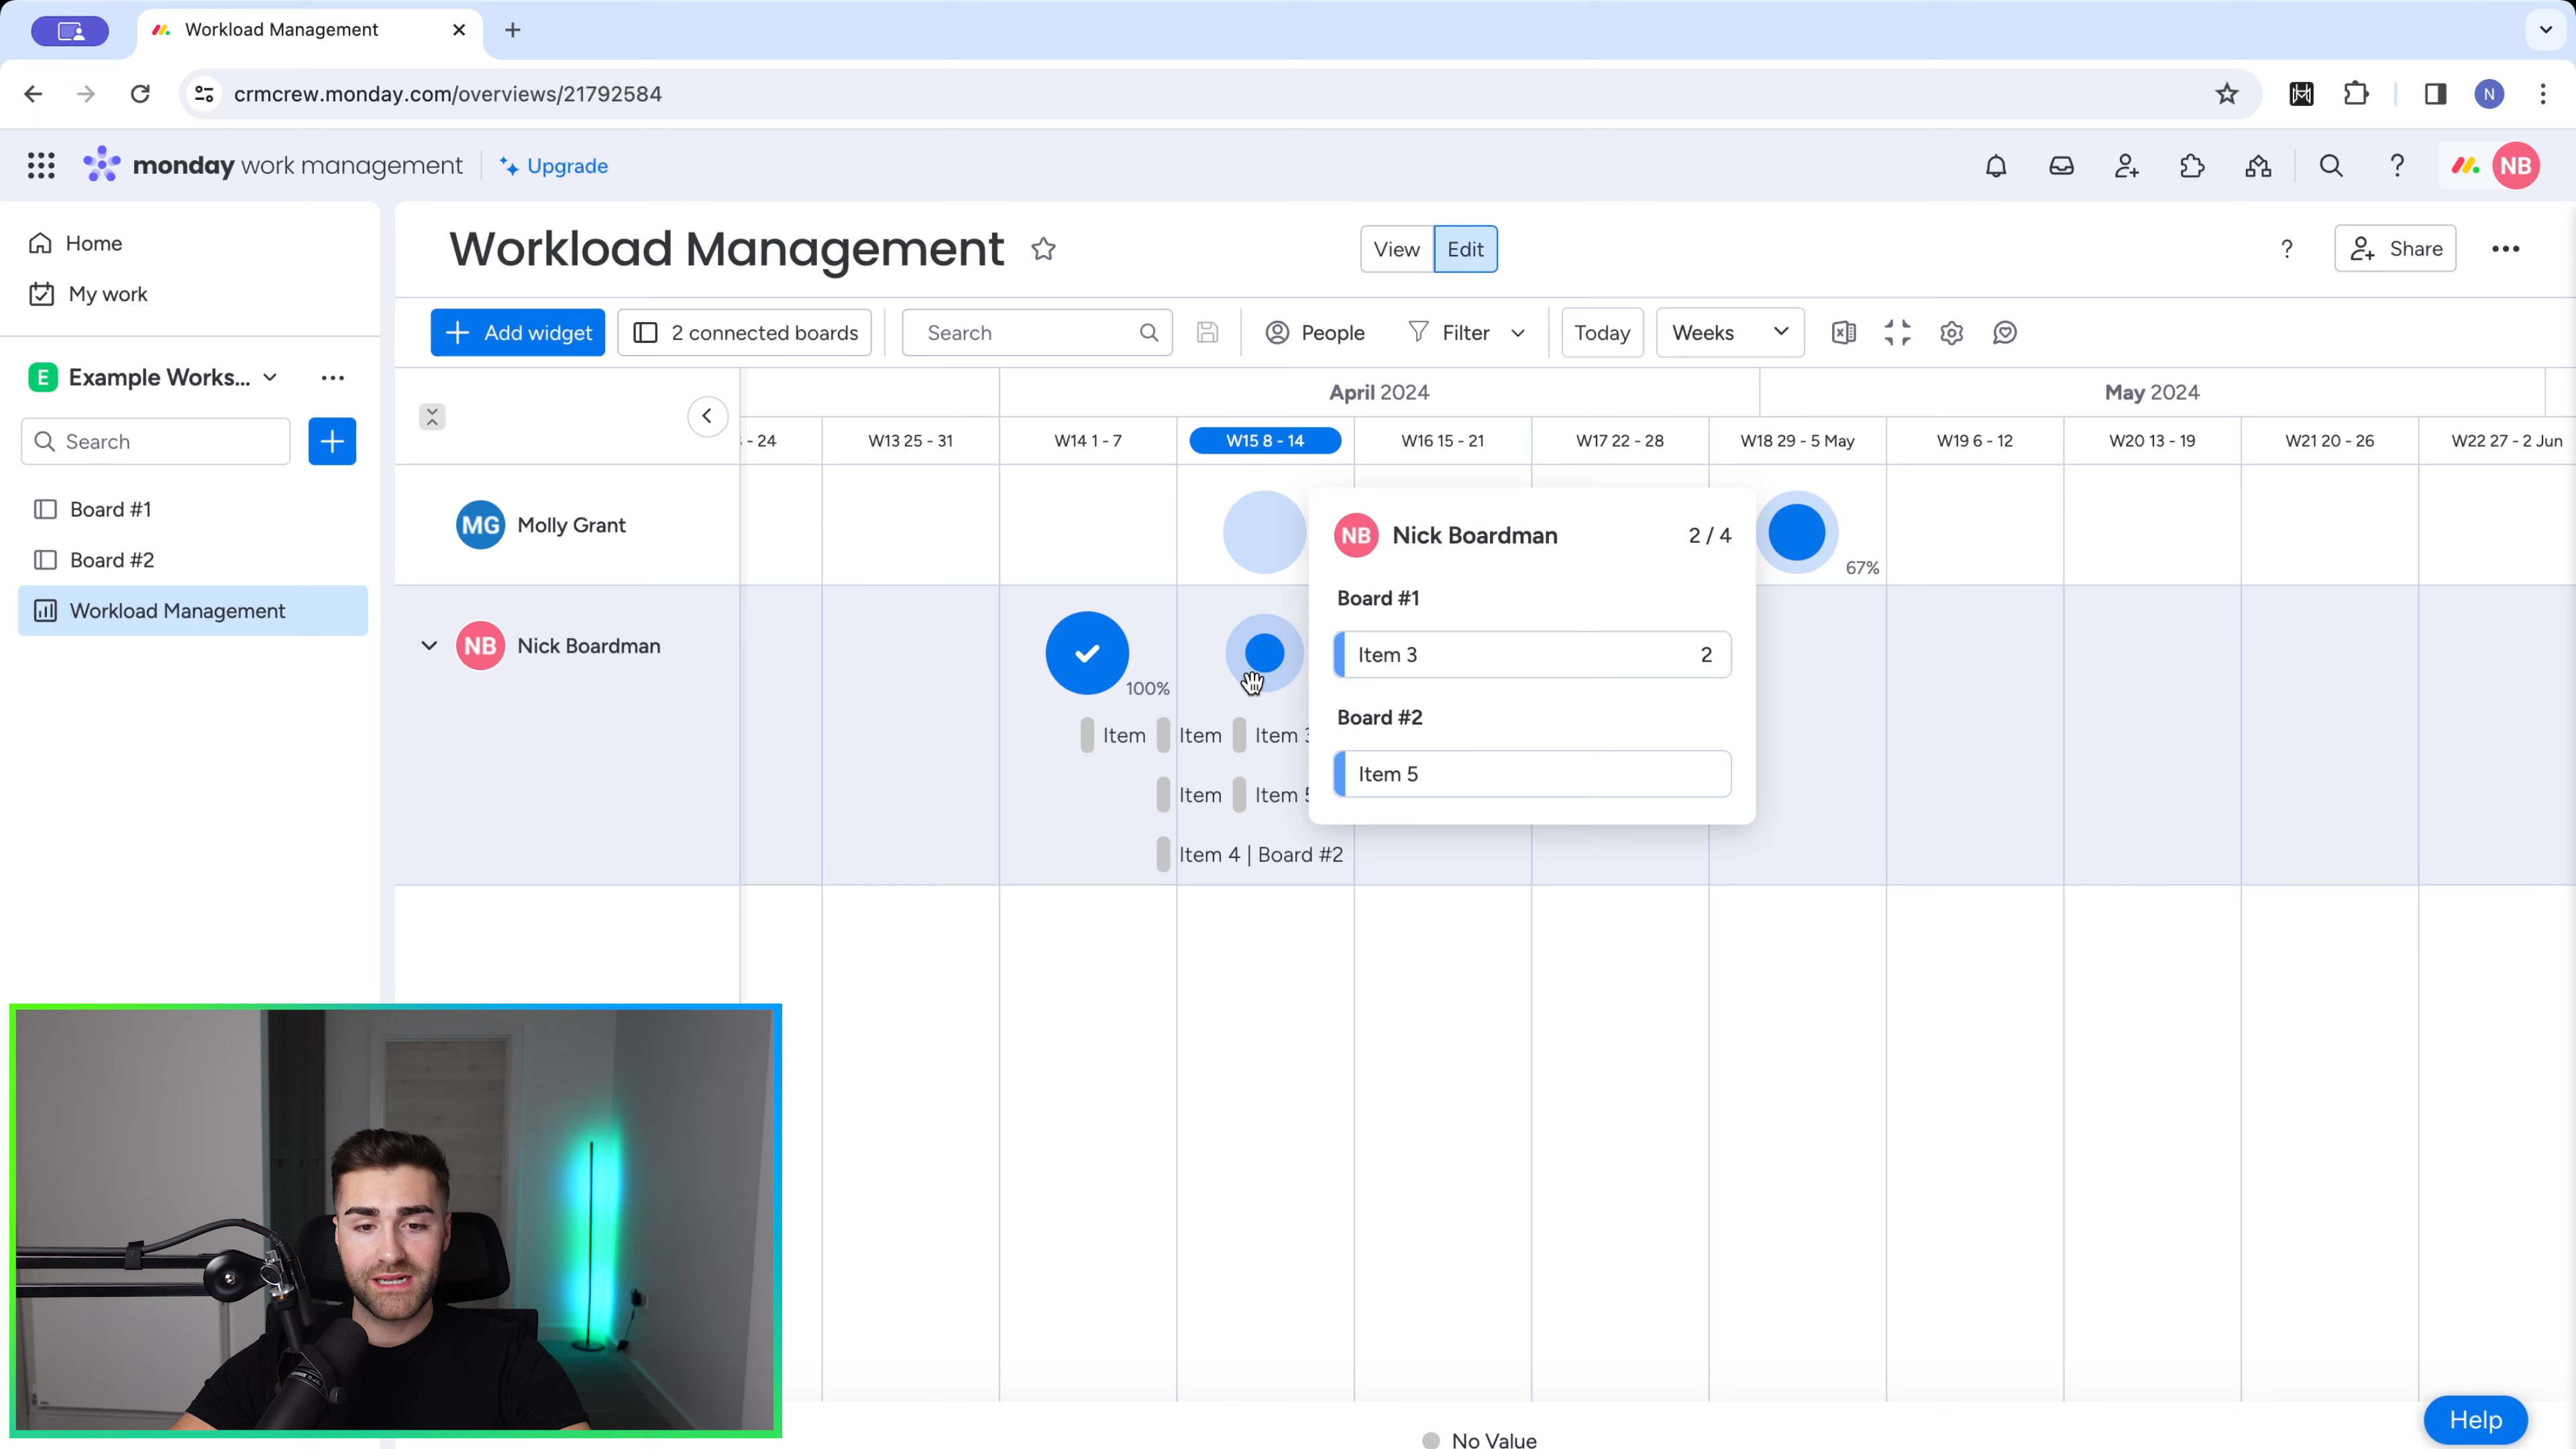 Workload Management
crmcrew.monday.com/overviews/21792584
N
monday work management
Upgrade
NB
Home
My work
E Example Works...
Search
Board #1
Board #2
Workload Management
Workload Management
View Edit
? Share
Add widget 2 connected boards Search People Filter Today Weeks
April 2024 May 2024
- 24 W13 25 - 31 W14 1 - 7 W15 8 - 14 W16 15 - 21 W17 22 - 28 W18 29 - 5 May W19 6 - 12 W20 13 - 19 W21 20 - 26 W22 27 - 2 Jun
MG Molly Grant
67%
NB Nick Boardman
100%
Item Item Item 3
Item Item 5
Item 4 | Board #2
NB Nick Boardman 2 / 4
Board #1
Item 3 2
Board #2
Item 5
No Value
Help